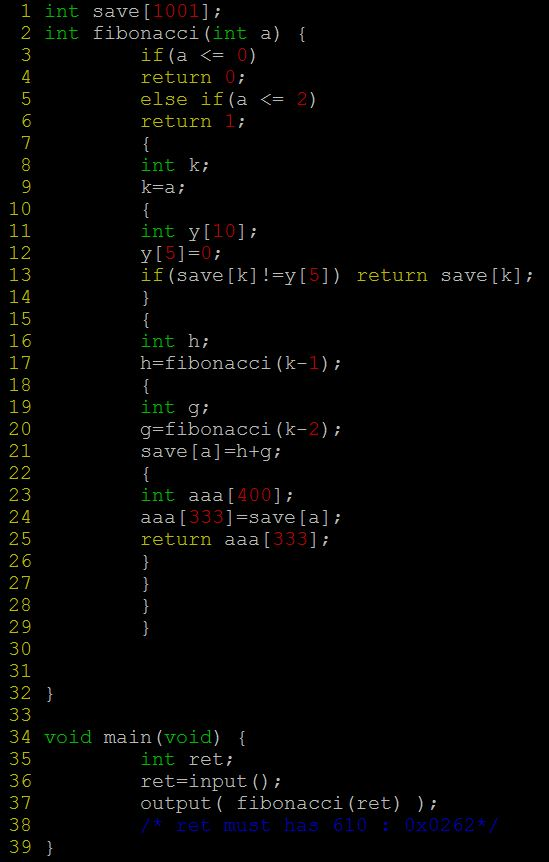 1 int save[1001];
2 int fibonacci(int a) {
3         if(a <= 0)
4         return 0;
5         else if(a <= 2)
6         return 1;
7         {
8         int k;
9         k=a;
10         {
11         int y[10];
12         y[5]=0;
13         if(save[k]!=y[5]) return save[k];
14         }
15         {
16         int h;
17         h=fibonacci(k-1);
18         {
19         int g;
20         g=fibonacci(k-2);
21         save[a]=h+g;
22         {
23         int aaa[400];
24         aaa[333]=save[a];
25         return aaa[333];
26         }
27         }
28         }
29         }
30
31
32 }
33
34 void main(void) {
35         int ret;
36         ret=input();
37         output( fibonacci(ret) );
38         /* ret must has 610 : 0x0262*/
39 }